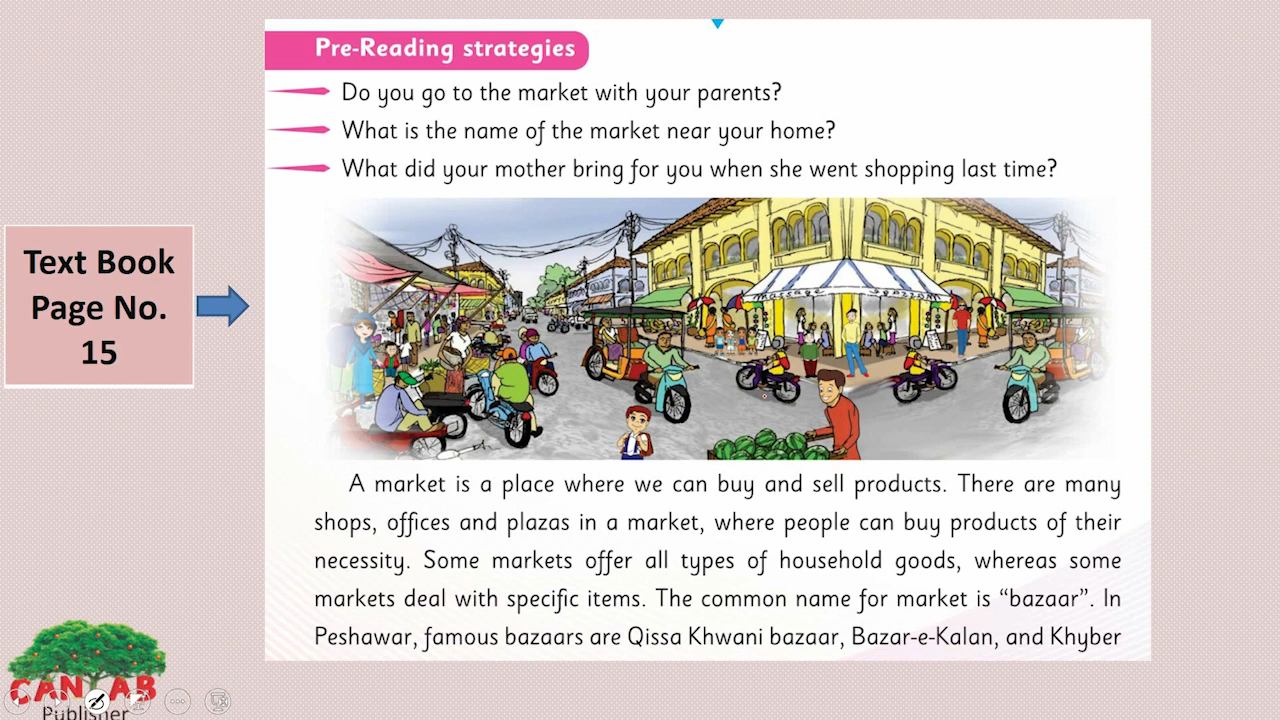 Pre-Reading strategies
Do you go to the market with your parents?
What is the name of the market near your home?
What did your mother bring for you when she went shopping last time?
Text Book
Page No.
15
Massage
A market is a place where we can buy and sell products. There are many
shops, offices and plazas in a market, where people can buy products of their
necessity. Some markets offer all types of household goods, whereas some
markets deal with specific items. The common name for market is “bazaar”. In
Peshawar, famous bazaars are Qissa Khwani bazaar, Bazar-e-Kalan, and Khyber
CANTAB
Publisher